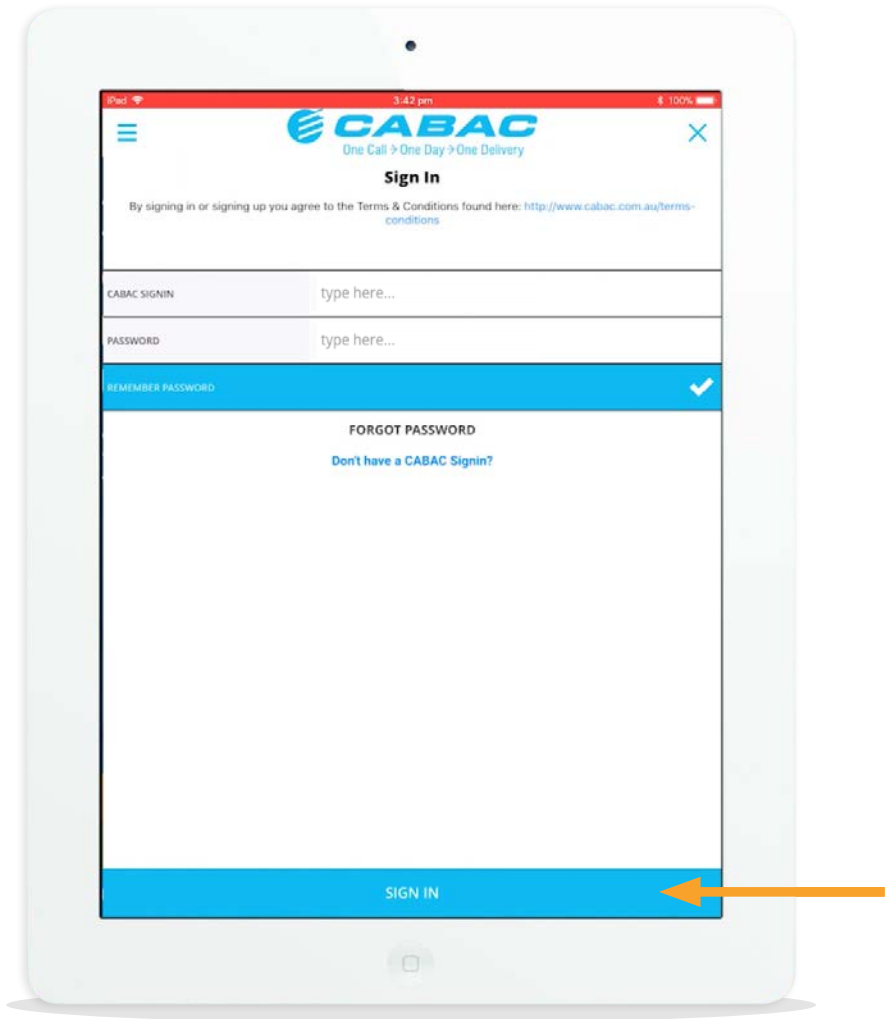 iPad 3:42 pm 100%
CABAC
One Call → One Day → One Delivery
Sign In
By signing in or signing up you agree to the Terms & Conditions found here: http://www.cabac.com.au/terms-
conditions
CABAC SIGNIN type here...
PASSWORD type here...
REMEMBER PASSWORD
FORGOT PASSWORD
Don't have a CABAC Signin?
SIGN IN